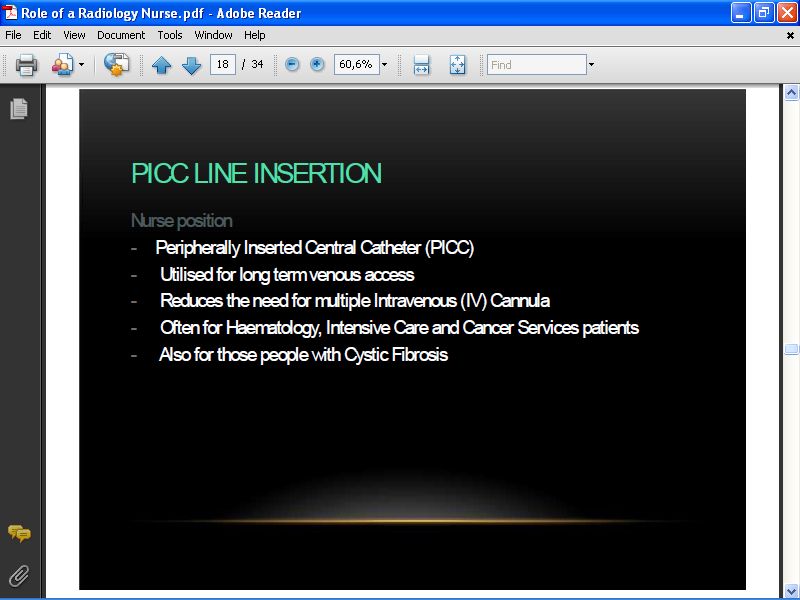 Role of a Radiology Nurse.pdf - Adobe Reader
File Edit View Document Tools Window Help
18 / 34 60,6% Find
PICC LINE INSERTION
Nurse position
- Peripherally Inserted Central Catheter (PICC)
- Utilised for long term venous access
- Reduces the need for multiple Intravenous (IV) Cannula
- Often for Haematology, Intensive Care and Cancer Services patients
- Also for those people with Cystic Fibrosis